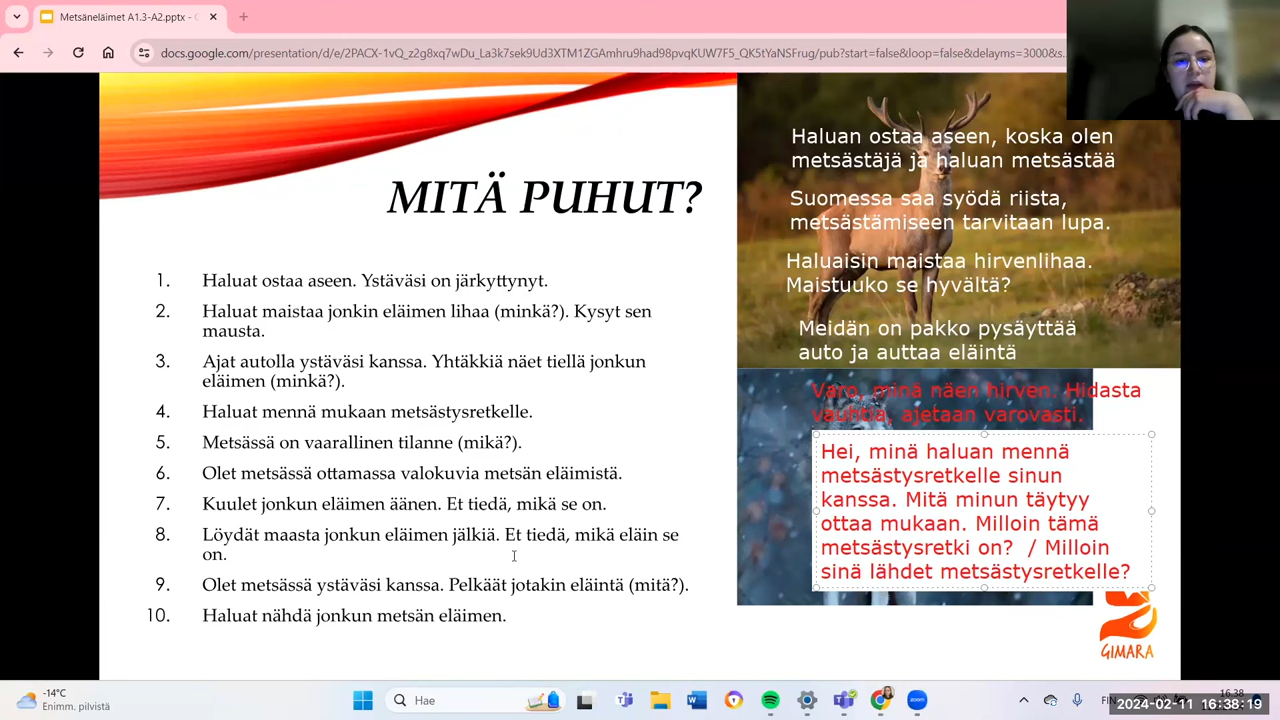 Metsäneläimet A1.3-A2.pptx -
docs.google.com/presentation/d/e/2PACX-1vQ_z2g8xq7wDu_La3k7sek9Ud3XTM1ZGAmhru9had98pvqKUW7F5_QK5tYaNSFrug/pub?start=false&loop=false&delayms=3000&s.
MITÄ PUHUT?
1. Haluat ostaa aseen. Ystäväsi on järkyttynyt.
2. Haluat maistaa jonkin eläimen lihaa (minkä?). Kysyt sen
mausta.
3. Ajat autolla ystäväsi kanssa. Yhtäkkiä näet tiellä jonkun
eläimen (minkä?).
4. Haluat mennä mukaan metsästysretkelle.
5. Metsässä on vaarallinen tilanne (mikä?).
6. Olet metsässä ottamassa valokuvia metsän eläimistä.
7. Kuulet jonkun eläimen äänen. Et tiedä, mikä se on.
8. Löydät maasta jonkun eläimen jälkiä. Et tiedä, mikä eläin se
on.
9. Olet metsässä ystäväsi kanssa. Pelkäät jotakin eläintä (mitä?).
10. Haluat nähdä jonkun metsän eläimen.
Haluan ostaa aseen, koska olen
metsästäjä ja haluan metsästää
Suomessa saa syödä riista,
metsästämiseen tarvitaan lupa.
Haluaisin maistaa hirvenlihaa.
Maistuuko se hyvältä?
Meidän on pakko pysäyttää
auto ja auttaa eläintä
Varo, minä näen hirven. Hidasta
vauhtia, ajetaan varovasti.
Hei, minä haluan mennä
metsästysretkelle sinun
kanssa. Mitä minun täytyy
ottaa mukaan. Milloin tämä
metsästysretki on? / Milloin
sinä lähdet metsästysretkelle?
GIMARA
-14°C
Enimm. pilvistä
Hae
zoom
FIN
16.38
2024-02-11 16:38:19